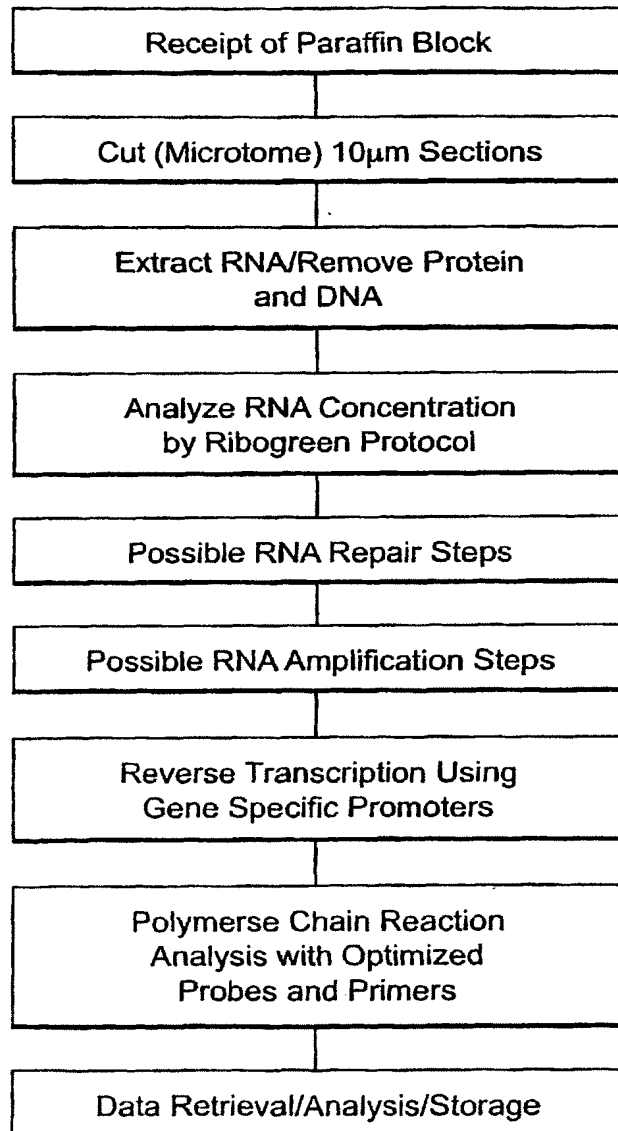 Receipt of Paraffin Block
Cut (Microtome) 10µm Sections
Extract RNA/Remove Protein
and DNA
Analyze RNA Concentration
by Ribogreen Protocol
Possible RNA Repair Steps
Possible RNA Amplification Steps
Reverse Transcription Using
Gene Specific Promoters
Polymerse Chain Reaction
Analysis with Optimized
Probes and Primers
Data Retrieval/Analysis/Storage